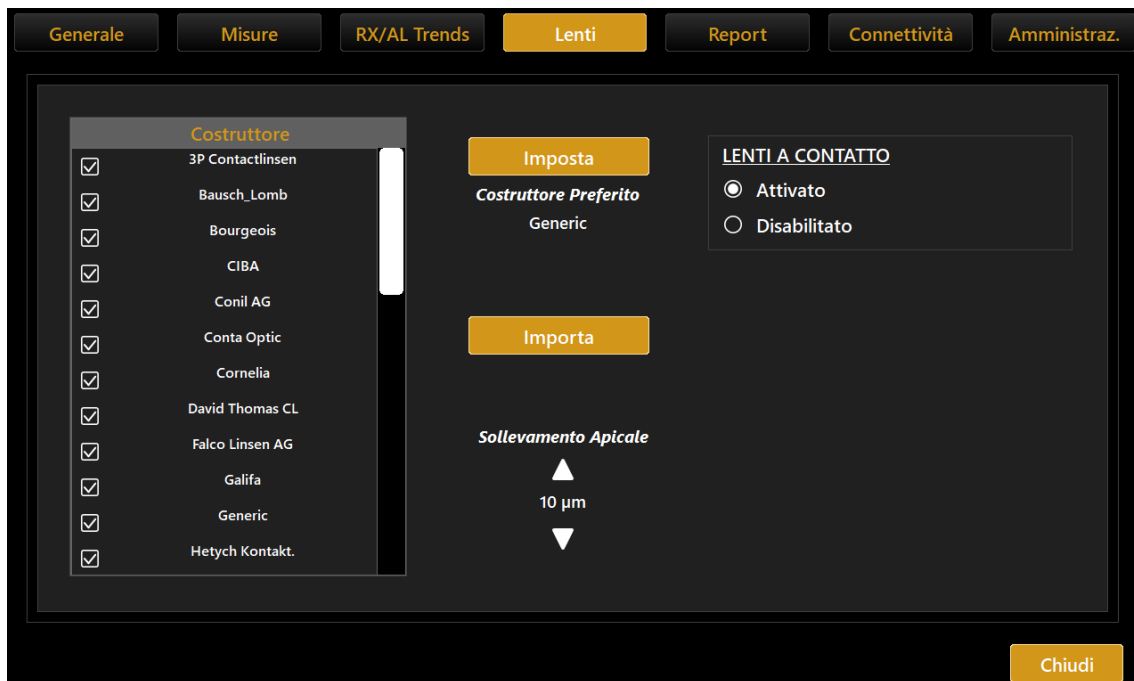 Generale
Misure
RX/AL Trends
Lenti
Report
Connettività
Amministraz.
Costruttore
3P Contactlinsen
Bausch_Lomb
Bourgeois
CIBA
Conil AG
Conta Optic
Cornelia
David Thomas CL
Falco Linsen AG
Galifa
Generic
Hetych Kontakt.
Imposta
Costruttore Preferito
Generic
Importa
Sollevamento Apicale
10 µm
LENTI A CONTATTO
Attivato
Disabilitato
Chiudi